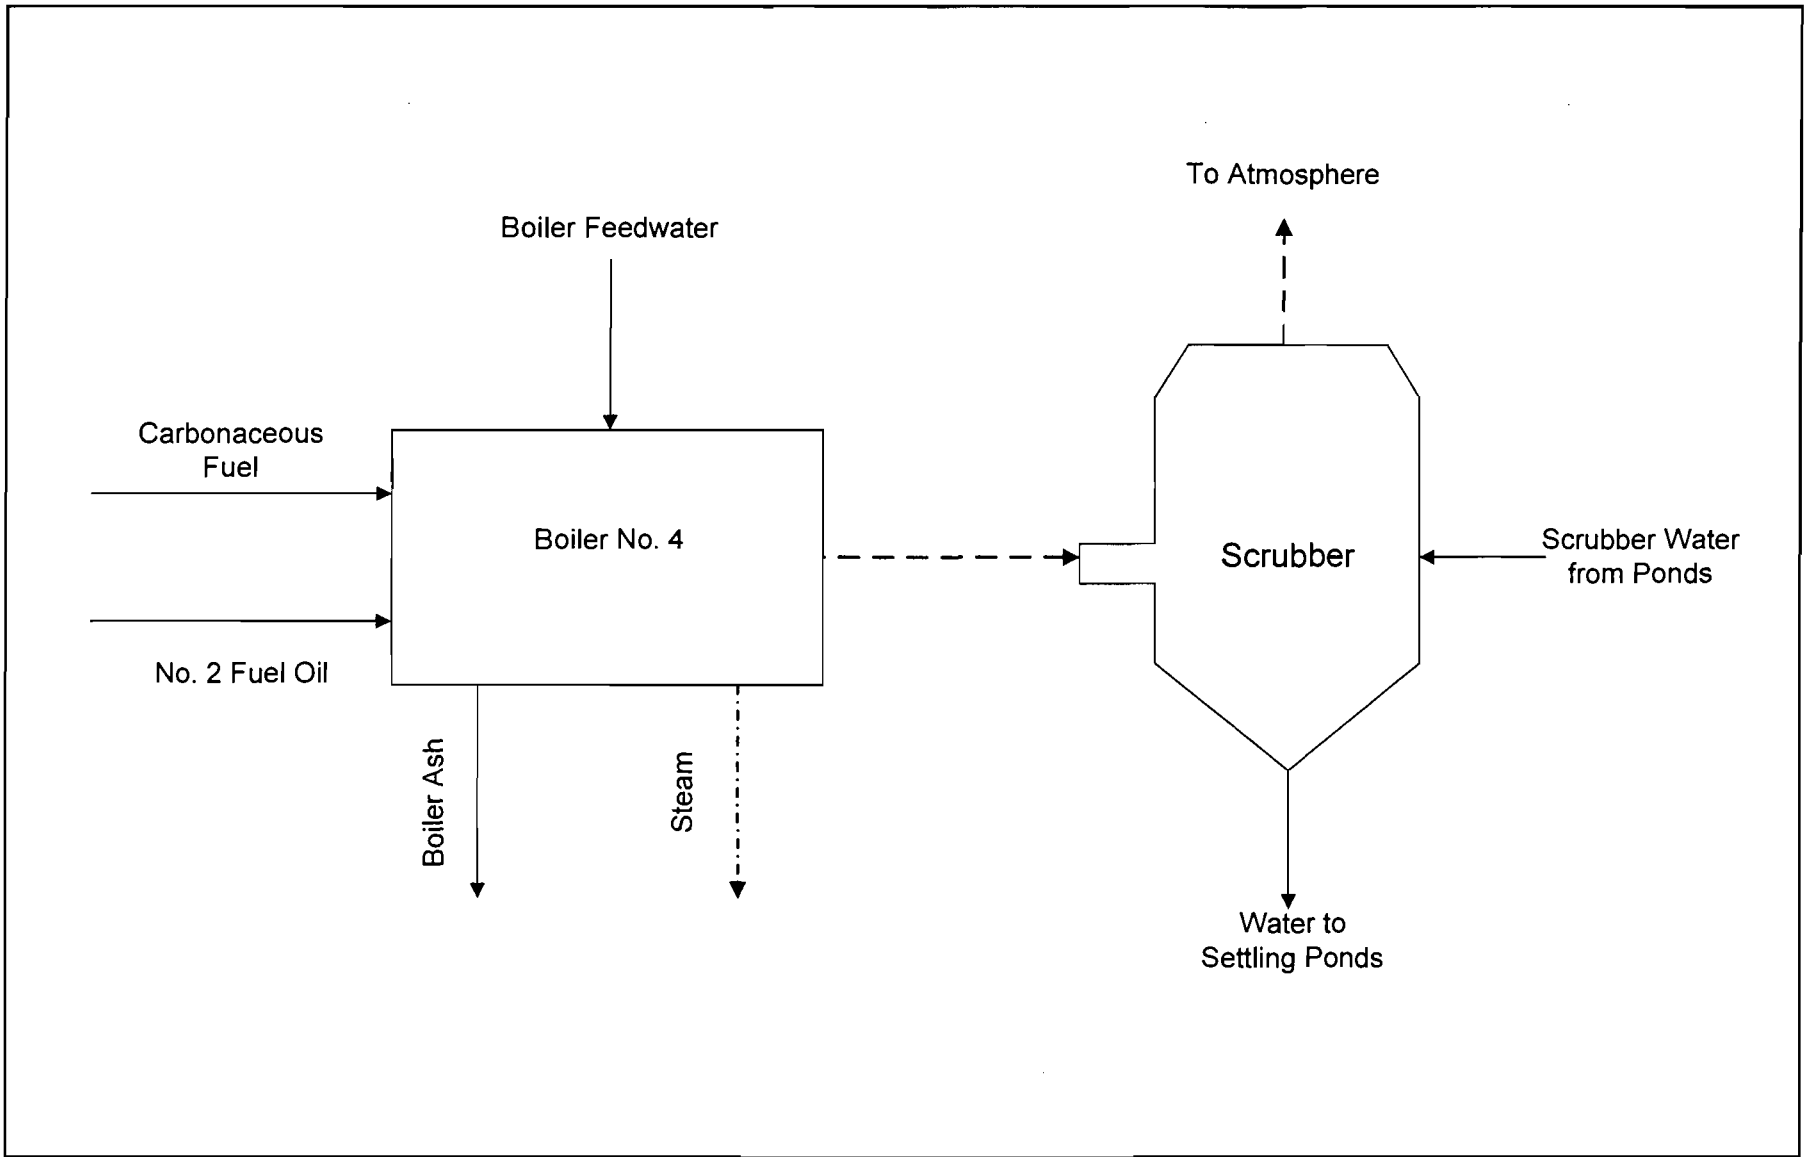 To Atmosphere
Boiler Feedwater
Carbonaceous
Fuel
Boiler No. 4
Scrubber
Scrubber Water
from Ponds
No. 2 Fuel Oil
Boiler Ash
Steam
Water to
Settling Ponds